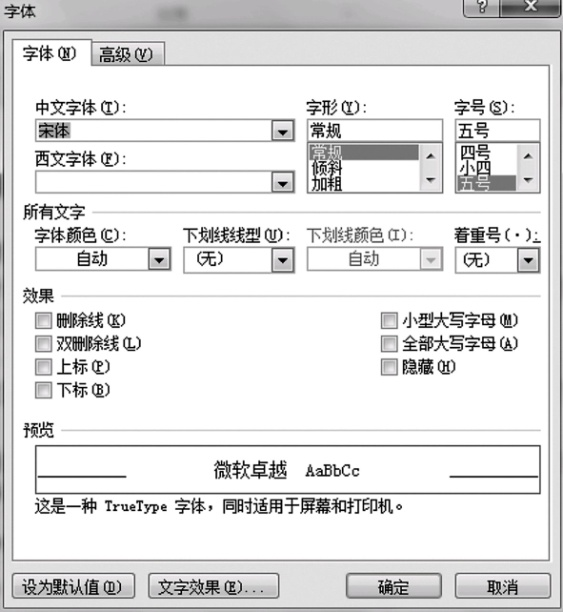 字体
字体(N) 高级(V)
中文字体(T): 字形(Y): 字号(S):
宋体 常规 五号
西文字体(F): 常规 四号
倾斜 小四
加粗 五号
所有文字
字体颜色(C): 下划线线型(U): 下划线颜色(I): 着重号(·):
自动 (无) 自动 (无)
效果
删除线(K) 小型大写字母(M)
双删除线(L) 全部大写字母(A)
上标(P) 隐藏(H)
下标(B)
预览
微软卓越 AaBbCc
这是一种 TrueType 字体，同时适用于屏幕和打印机。
设为默认值(D) 文字效果(E)... 确定 取消